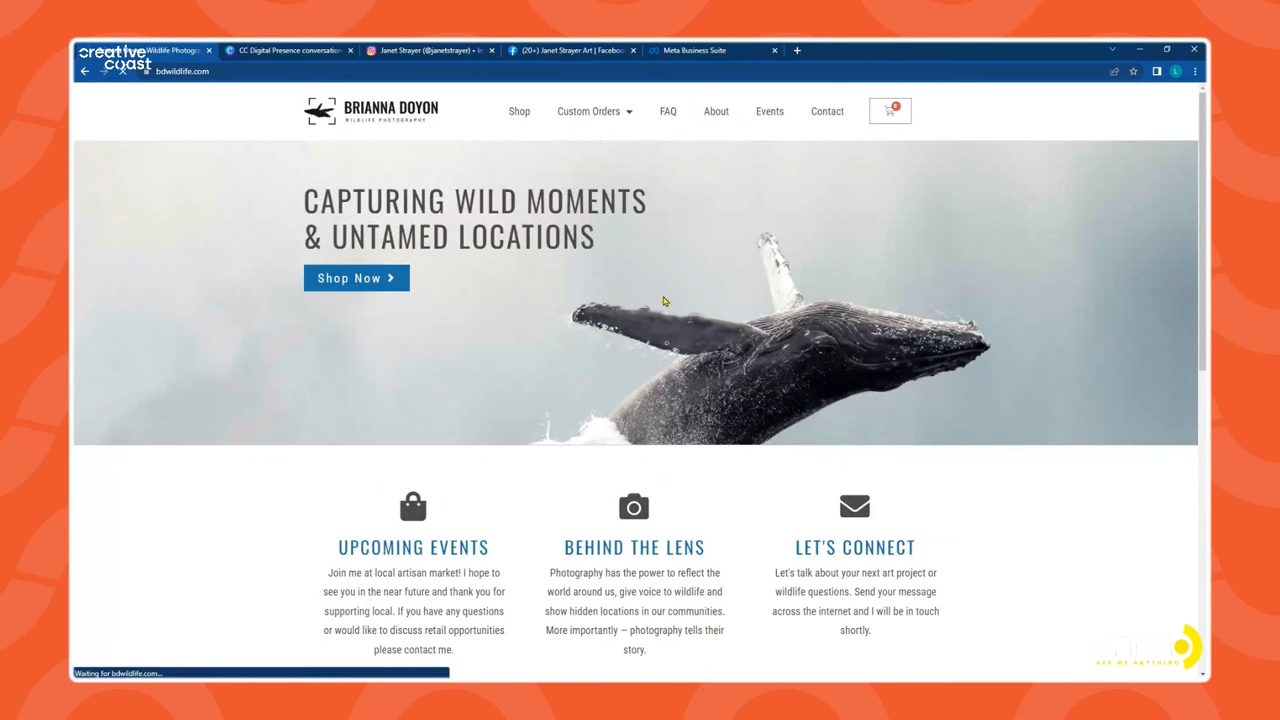 creative
coast
Wildlife Photogra
CC Digital Presence conversation
Janet Strayer (@janetstrayer) • In
(20+) Janet Strayer Art | Facebook
Meta Business Suite
bdwildlife.com
BRIANNA DOYON
WILDLIFE PHOTOGRAPHY
Shop
Custom Orders
FAQ
About
Events
Contact
0
L
CAPTURING WILD MOMENTS
& UNTAMED LOCATIONS
Shop Now
UPCOMING EVENTS
Join me at local artisan market! I hope to
see you in the near future and thank you for
supporting local. If you have any questions
or would like to discuss retail opportunities
please contact me.
BEHIND THE LENS
Photography has the power to reflect the
world around us, give voice to wildlife and
show hidden locations in our communities.
More importantly — photography tells their
story.
LET'S CONNECT
Let's talk about your next art project or
wildlife questions. Send your message
across the internet and I will be in touch
shortly.
ASK ME ANYTHING
Waiting for bdwildlife.com...